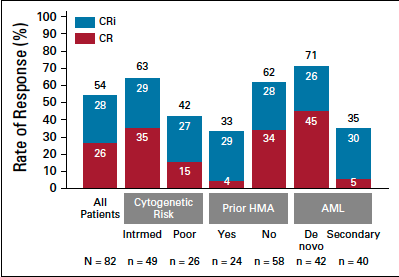 Rate of Response (%)
100
90
80
70
60
50
40
30
20
10
0
CRi
CR
54
28
26
63
29
35
42
27
15
33
29
4
62
28
34
71
26
45
35
30
5
All
Patients
Cytogenetic
Risk
Prior HMA
AML
Intrmed
Poor
Yes
No
De
novo
Secondary
N = 82
n = 49
n = 26
n = 24
n = 58
n = 42
n = 40